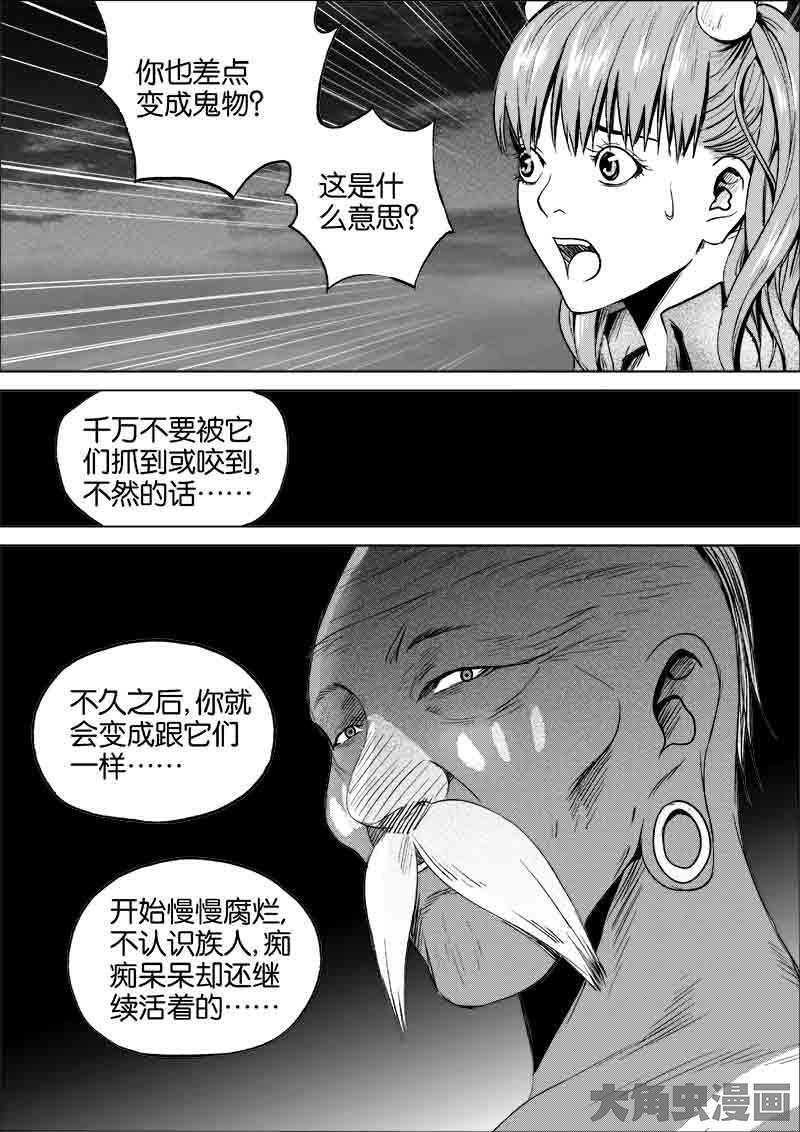 你也差点
变成鬼物?
这是什
么意思?
千万不要被它
们抓到或咬到,
不然的话……
不久之后,你就
会变成跟它们
一样……
开始慢慢腐烂,
不认识族人,痴
痴呆呆却还继
续活着的……
大角虫漫画